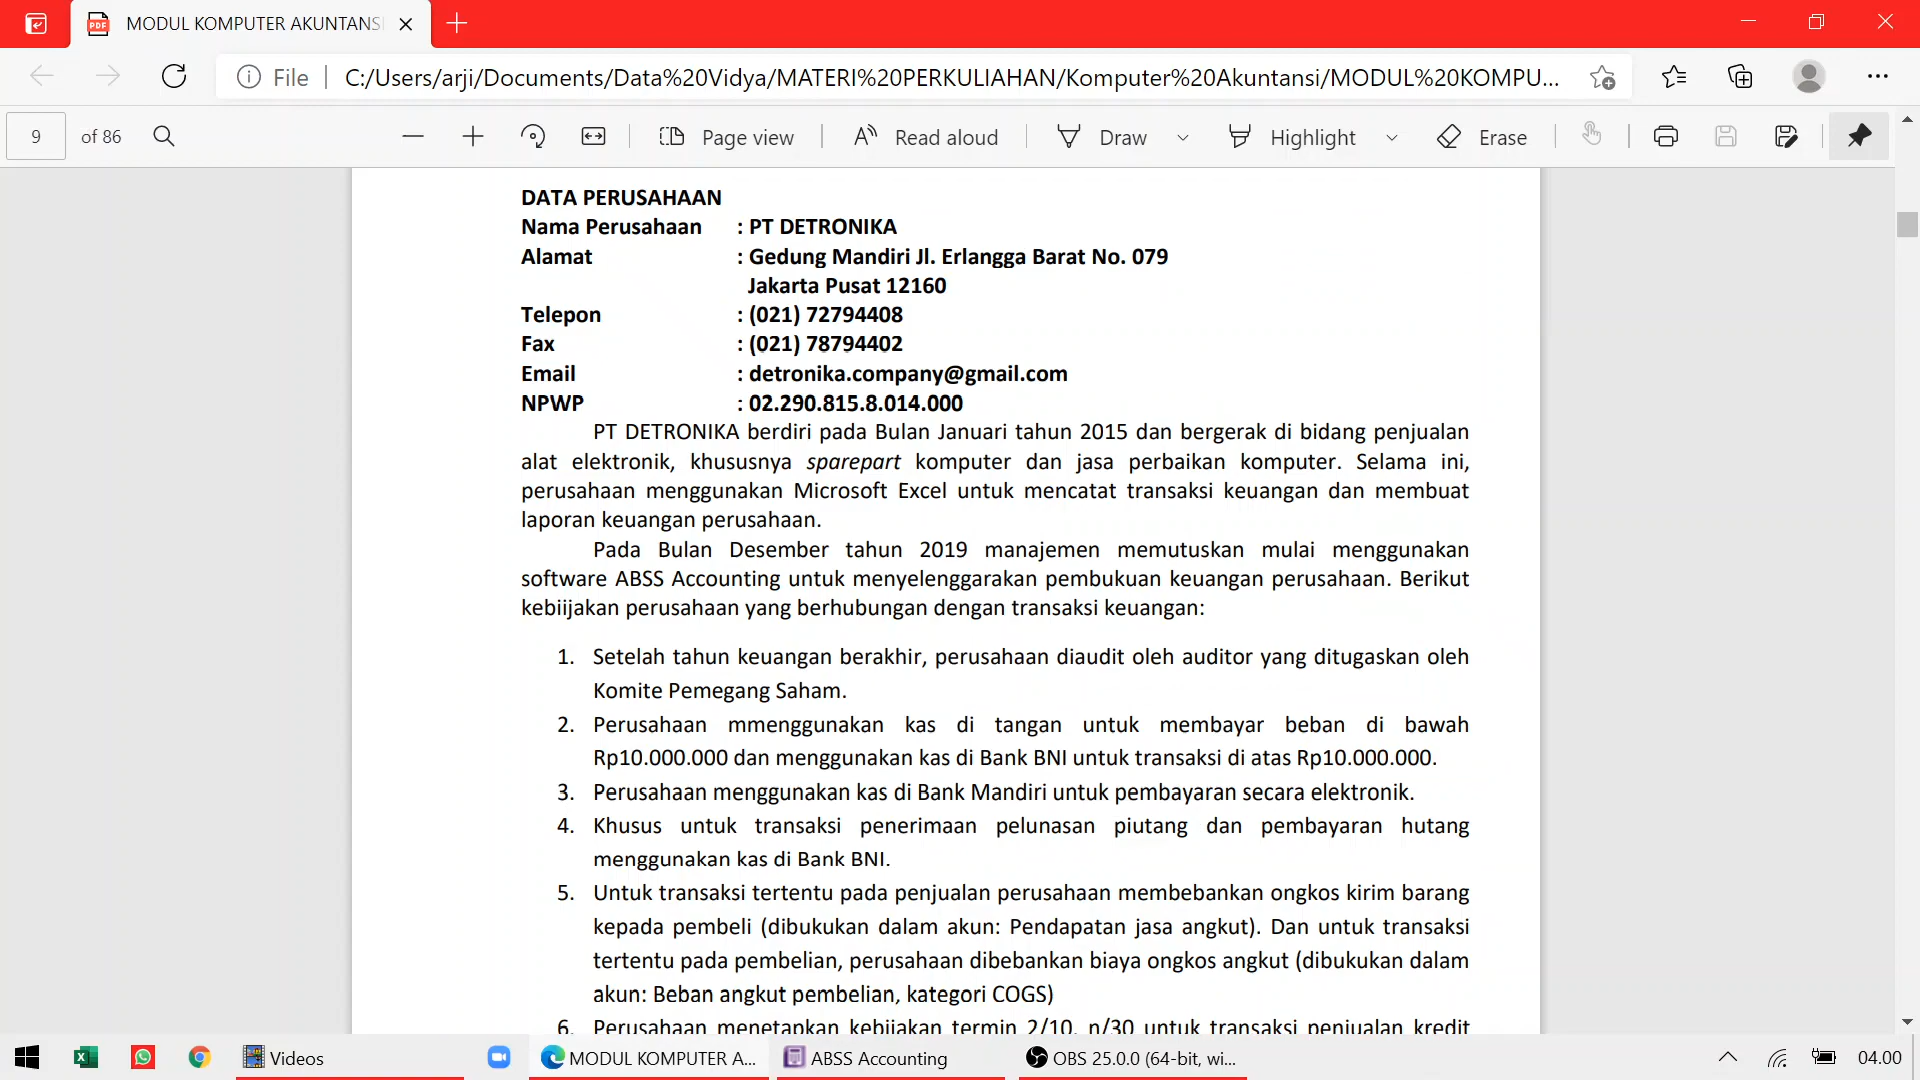 MODUL KOMPUTER AKUNTANSI
File
C:/Users/arji/Documents/Data%20Vidya/MATERI%20PERKULIAHAN/Komputer%20Akuntansi/MODUL%20KOMPU...
9 of 86
Page view
Read aloud
Draw
Highlight
Erase
DATA PERUSAHAAN
Nama Perusahaan : PT DETRONIKA
Alamat : Gedung Mandiri Jl. Erlangga Barat No. 079
Jakarta Pusat 12160
Telepon : (021) 72794408
Fax : (021) 78794402
Email : detronika.company@gmail.com
NPWP : 02.290.815.8.014.000
PT DETRONIKA berdiri pada Bulan Januari tahun 2015 dan bergerak di bidang penjualan
alat elektronik, khususnya sparepart komputer dan jasa perbaikan komputer. Selama ini,
perusahaan menggunakan Microsoft Excel untuk mencatat transaksi keuangan dan membuat
laporan keuangan perusahaan.
Pada Bulan Desember tahun 2019 manajemen memutuskan mulai menggunakan
software ABSS Accounting untuk menyelenggarakan pembukuan keuangan perusahaan. Berikut
kebiijakan perusahaan yang berhubungan dengan transaksi keuangan:
1. Setelah tahun keuangan berakhir, perusahaan diaudit oleh auditor yang ditugaskan oleh
Komite Pemegang Saham.
2. Perusahaan mmenggunakan kas di tangan untuk membayar beban di bawah
Rp10.000.000 dan menggunakan kas di Bank BNI untuk transaksi di atas Rp10.000.000.
3. Perusahaan menggunakan kas di Bank Mandiri untuk pembayaran secara elektronik.
4. Khusus untuk transaksi penerimaan pelunasan piutang dan pembayaran hutang
menggunakan kas di Bank BNI.
5. Untuk transaksi tertentu pada penjualan perusahaan membebankan ongkos kirim barang
kepada pembeli (dibukukan dalam akun: Pendapatan jasa angkut). Dan untuk transaksi
tertentu pada pembelian, perusahaan dibebankan biaya ongkos angkut (dibukukan dalam
akun: Beban angkut pembelian, kategori COGS)
6. Perusahaan menetapkan kebijakan termin 2/10, n/30 untuk transaksi penjualan kredit
Videos
MODUL KOMPUTER A...
ABSS Accounting
OBS 25.0.0 (64-bit, wi...
04.00